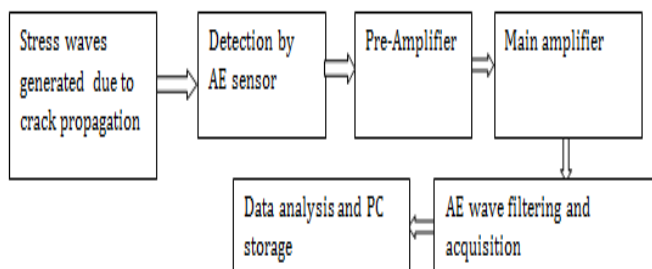 Stress waves
generated due to
crack propagation
Detection by
AE sensor
Pre-Amplifier
Main amplifier
AE wave filtering and
acquisition
Data analysis and PC
storage